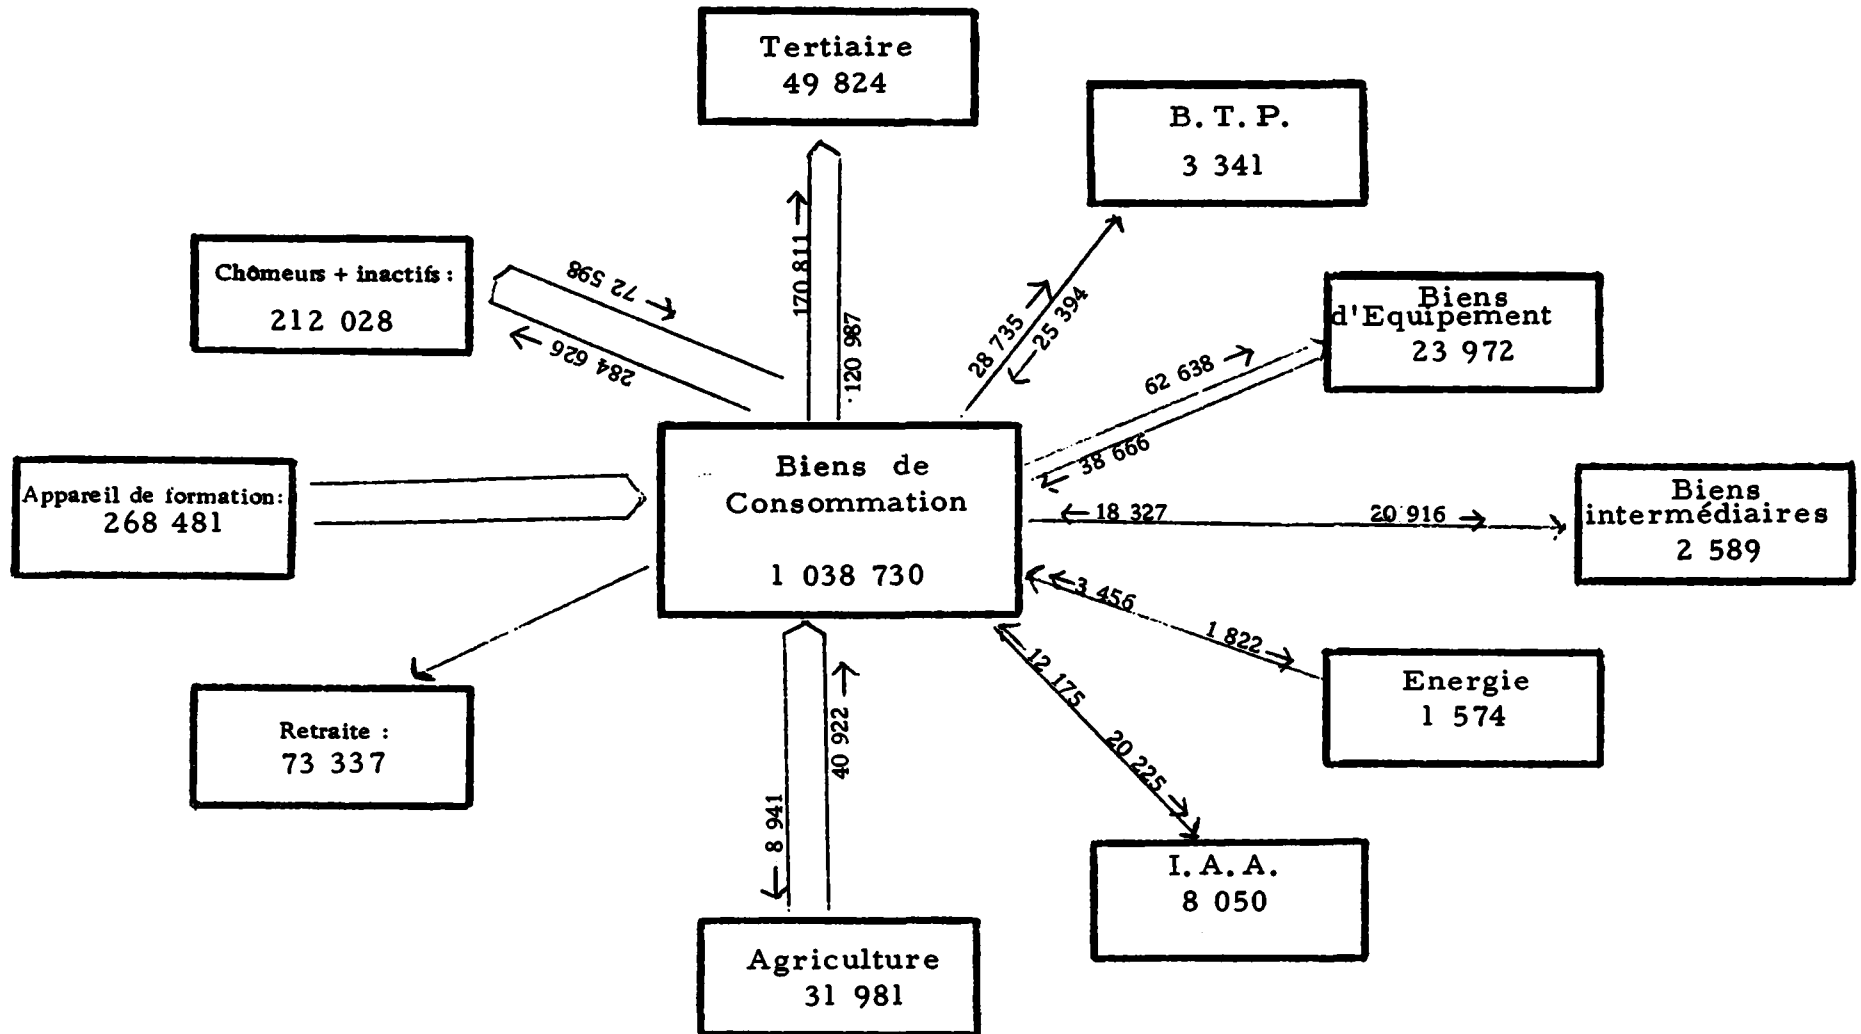 Tertiaire
49 824
B. T. P.
3 341
Chômeurs + inactifs :
212 028
72 598
284 626
170 811
120 987
28 735
25 394
Biens
d'Equipement
23 972
62 638
38 666
Appareil de formation:
268 481
Biens de
Consommation
1 038 730
18 327
20 916
Biens
intermédiaires
2 589
3 456
1 822
Energie
1 574
Retraite :
73 337
12 175
20 225
40 922
8 941
I. A. A.
8 050
Agriculture
31 981